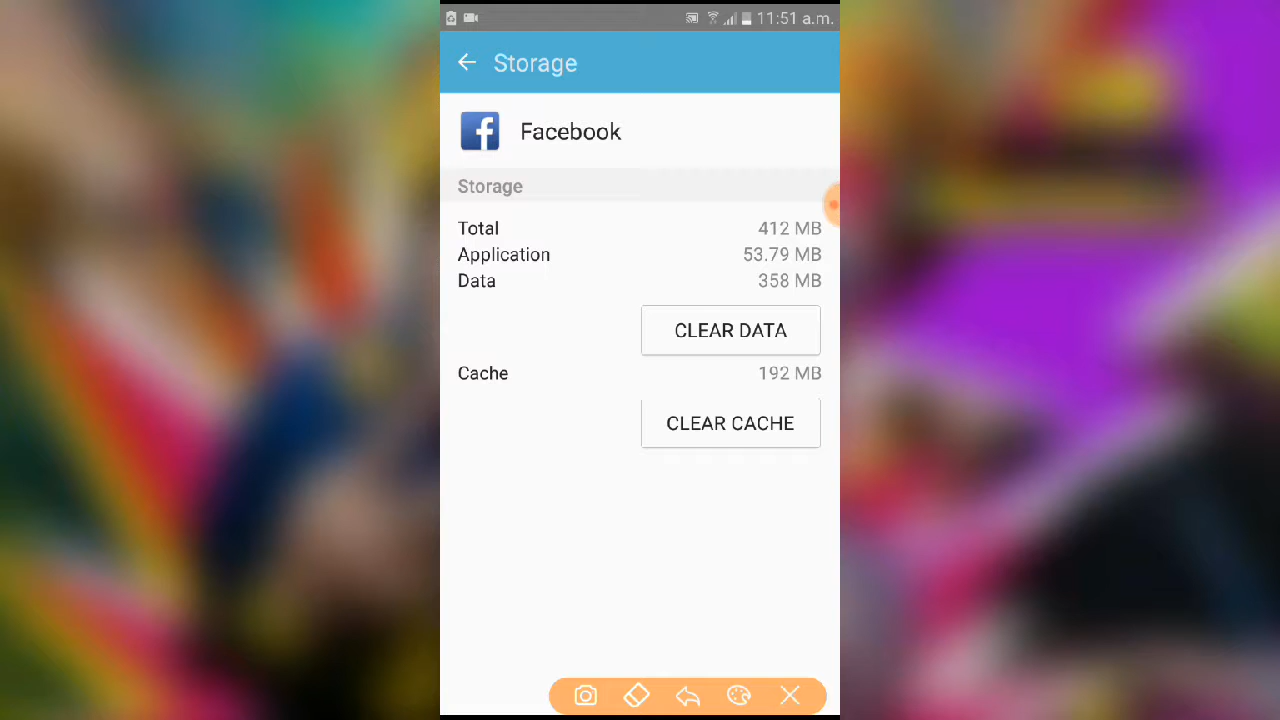 11:51 a.m.
Storage
Facebook
Storage
Total 412 MB
Application 53.79 MB
Data 358 MB
CLEAR DATA
Cache 192 MB
CLEAR CACHE